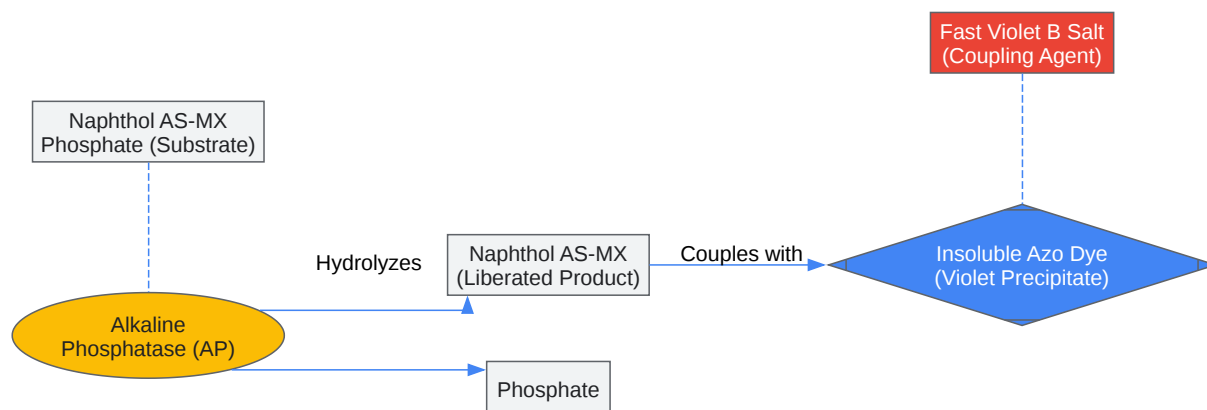 Fast Violet B Salt
(Coupling Agent)
Naphthol AS-MX
Phosphate (Substrate)
Hydrolyzes
Naphthol AS-MX
(Liberated Product)
Couples with
Insoluble Azo Dye
(Violet Precipitate)
Alkaline
Phosphatase (AP)
Phosphate